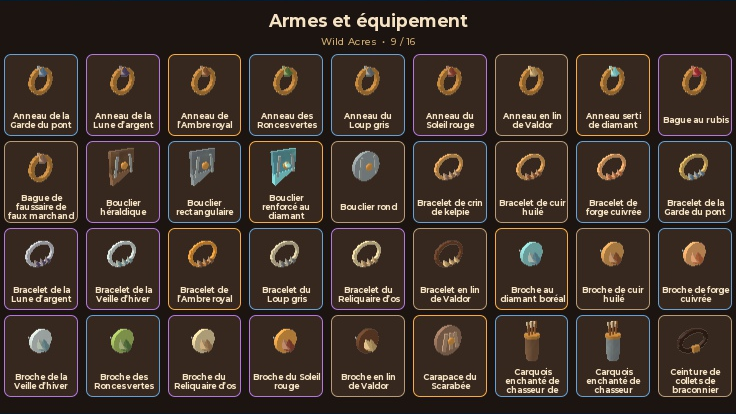 Armes et équipement
Wild Acres • 9 / 16
Anneau de la
Garde du pont
Anneau de la
Lune d'argent
Anneau de
l'Ambre royal
Anneau des
Ronces vertes
Anneau du
Loup gris
Anneau du
Soleil rouge
Anneau en lin
de Valdor
Anneau serti
de diamant
Bague au rubis
Bague de
faussaire de
faux marchand
Bouclier
héraldique
Bouclier
rectangulaire
Bouclier
renforcé au
diamant
Bouclier rond
Bracelet de crin
de kelpie
Bracelet de cuir
huilé
Bracelet de
forge cuivrée
Bracelet de la
Garde du pont
Bracelet de la
Lune d'argent
Bracelet de la
Veille d'hiver
Bracelet de
l'Ambre royal
Bracelet du
Loup gris
Bracelet du
Reliquaire d'os
Bracelet en lin
de Valdor
Broche au
diamant boréal
Broche de cuir
huilé
Broche de forge
cuivrée
Broche de la
Veille d'hiver
Broche des
Ronces vertes
Broche du
Reliquaire d'os
Broche du Soleil
rouge
Broche en lin
de Valdor
Carapace du
Scarabée
Carquois
enchanté de
chasseur de
Carquois
enchanté de
chasseur
Ceinture de
collets de
braconnier